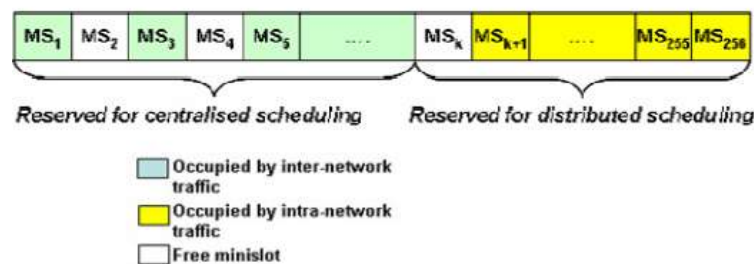 MS1 MS2 MS3 MS4 MS5 .... MSk MSk+1 .... MS255 MS256
Reserved for centralised scheduling Reserved for distributed scheduling
Occupied by inter-network
traffic
Occupied by intra-network
traffic
Free minislot